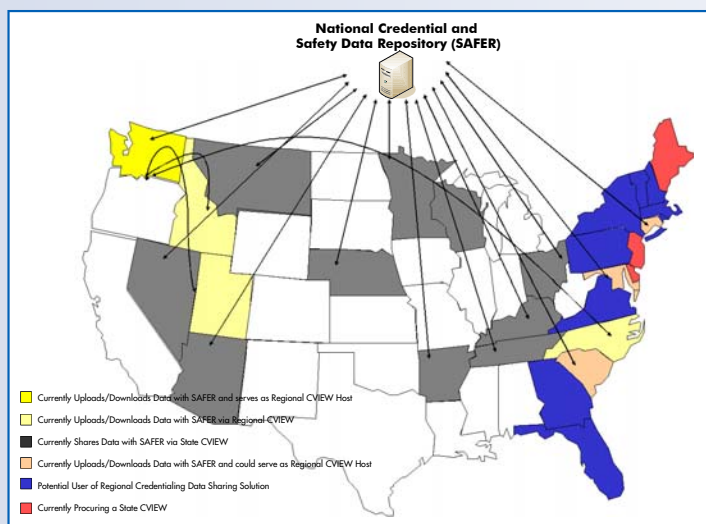 National Credential and
Safety Data Repository (SAFER)
Currently Uploads/Downloads Data with SAFER and serves as Regional CVIEW Host
Currently Uploads/Downloads Data with SAFER via Regional CVIEW
Currently Shares Data with SAFER via State CVIEW
Currently Uploads/Downloads Data with SAFER and could serve as Regional CVIEW Host
Potential User of Regional Credentialing Data Sharing Solution
Currently Procuring a State CVIEW